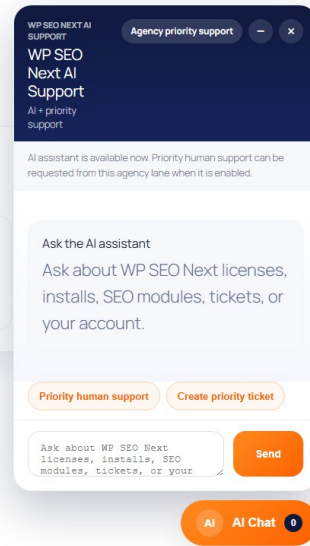 WP SEO NEXT AI
SUPPORT
WP SEO
Next AI
Support
AI + priority
support
Agency priority support
–
×
AI assistant is available now. Priority human support can be
requested from this agency lane when it is enabled.
Ask the AI assistant
Ask about WP SEO Next licenses,
installs, SEO modules, tickets, or
your account.
Priority human support
Create priority ticket
Ask about WP SEO Next
licenses, installs, SEO
modules, tickets, or your
Send
AI
AI Chat
0